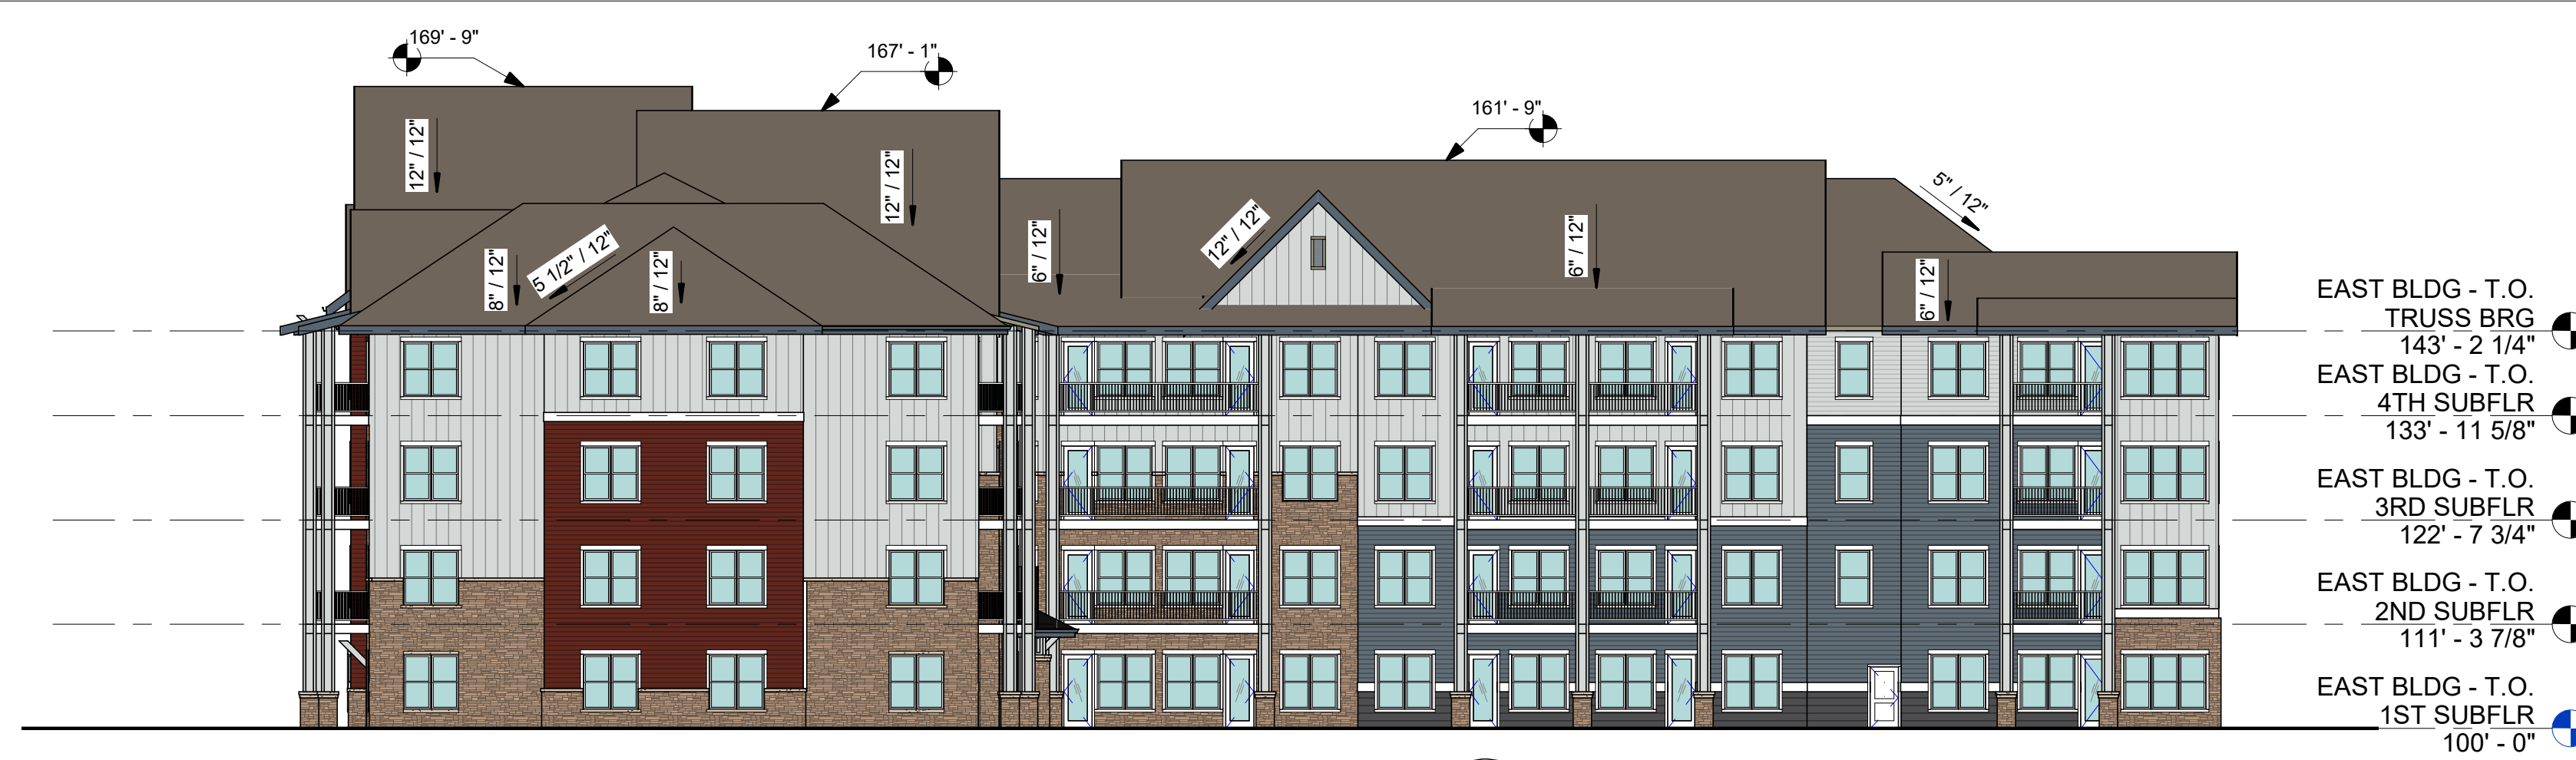 169' - 9"
167' - 1"
161' - 9"
12" / 12"
12" / 12"
5" / 12"
6" / 12"
12" / 12"
6" / 12"
8" / 12"
5 1/2" / 12"
8" / 12"
6" / 12"
EAST BLDG - T.O.
TRUSS BRG
143' - 2 1/4"
EAST BLDG - T.O.
4TH SUBFLR
133' - 11 5/8"
EAST BLDG - T.O.
3RD SUBFLR
122' - 7 3/4"
EAST BLDG - T.O.
2ND SUBFLR
111' - 3 7/8"
EAST BLDG - T.O.
1ST SUBFLR
100' - 0"